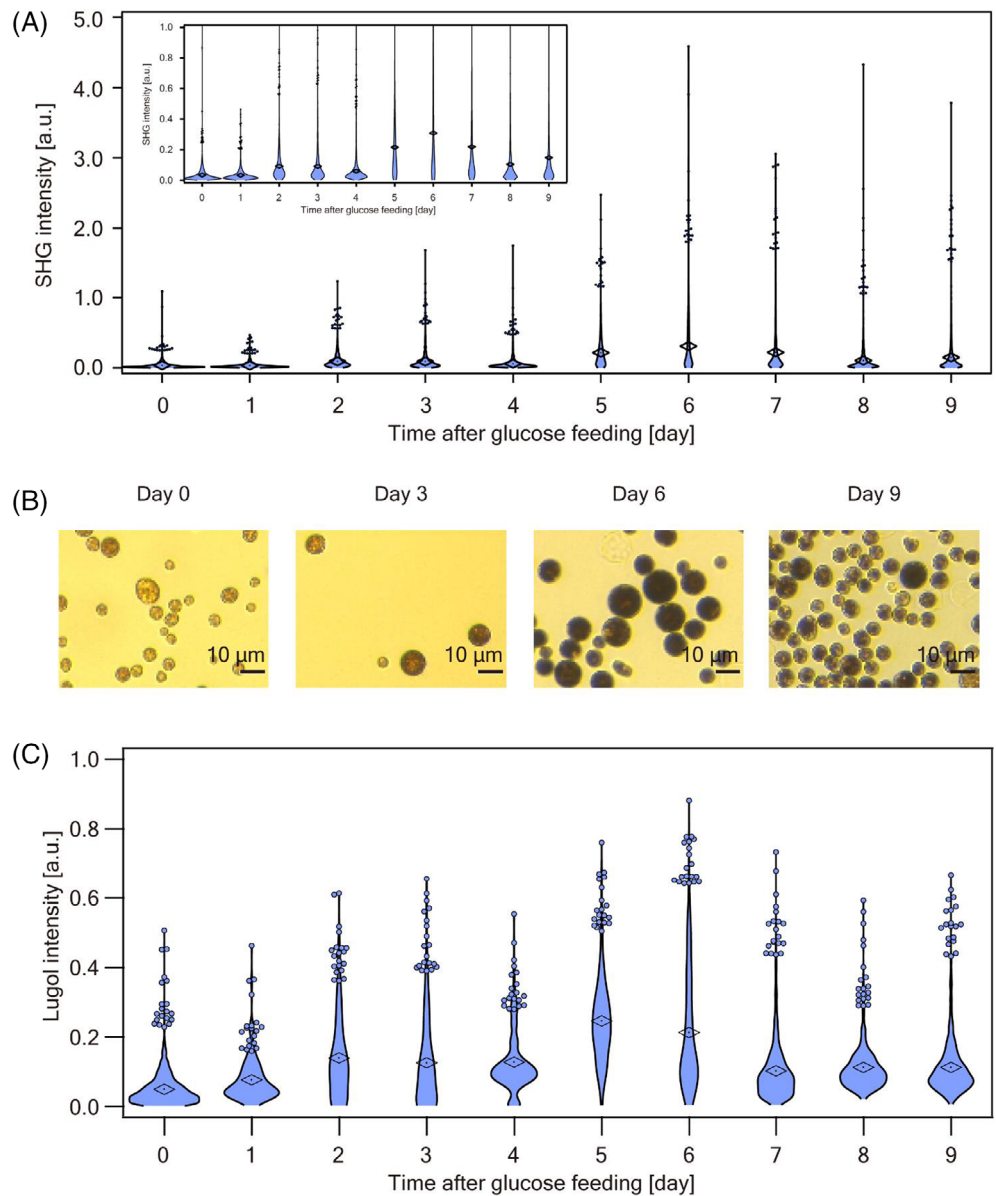 (A)
SHG intensity [a.u.]
5.0
4.0
3.0
2.0
1.0
0.0
SHG intensity [a.u.]
1.0
0.8
0.6
0.4
0.2
0.0
0 1 2 3 4 5 6 7 8 9
Time after glucose feeding [day]
0 1 2 3 4 5 6 7 8 9
Time after glucose feeding [day]
(B)
Day 0 Day 3 Day 6 Day 9
10 μm 10 μm 10 μm 10 μm
(C)
Lugol intensity [a.u.]
1.0
0.8
0.6
0.4
0.2
0.0
0 1 2 3 4 5 6 7 8 9
Time after glucose feeding [day]